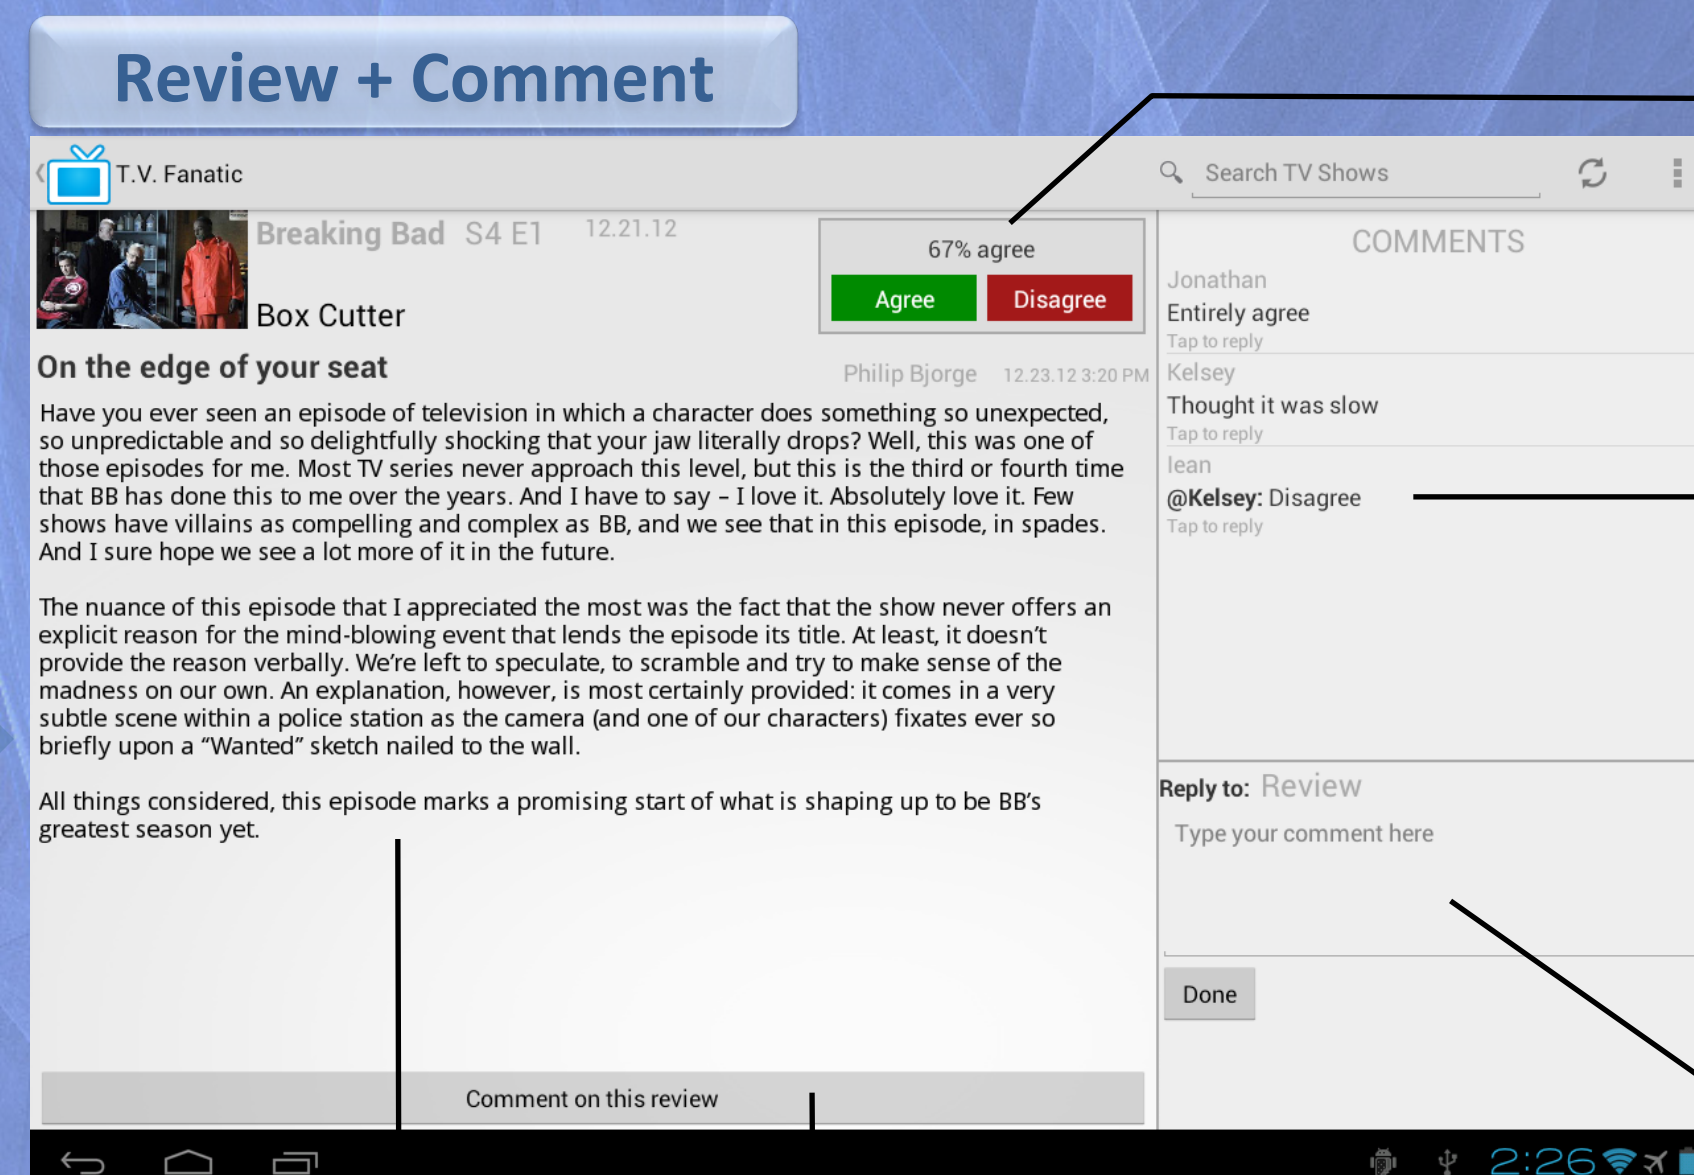 Review + Comment
T.V. Fanatic
Search TV Shows
Breaking Bad S4 E1 12.21.12
Box Cutter
67% agree
Agree Disagree
On the edge of your seat
Philip Bjorge 12.23.12 3:20 PM
Have you ever seen an episode of television in which a character does something so unexpected,
so unpredictable and so delightfully shocking that your jaw literally drops? Well, this was one of
those episodes for me. Most TV series never approach this level, but this is the third or fourth time
that BB has done this to me over the years. And I have to say – I love it. Absolutely love it. Few
shows have villains as compelling and complex as BB, and we see that in this episode, in spades.
And I sure hope we see a lot more of it in the future.
The nuance of this episode that I appreciated the most was the fact that the show never offers an
explicit reason for the mind-blowing event that lends the episode its title. At least, it doesn’t
provide the reason verbally. We’re left to speculate, to scramble and try to make sense of the
madness on our own. An explanation, however, is most certainly provided: it comes in a very
subtle scene within a police station as the camera (and one of our characters) fixates ever so
briefly upon a “Wanted” sketch nailed to the wall.
All things considered, this episode marks a promising start of what is shaping up to be BB’s
greatest season yet.
Comment on this review
COMMENTS
Jonathan
Entirely agree
Tap to reply
Kelsey
Thought it was slow
Tap to reply
lean
@Kelsey: Disagree
Tap to reply
Reply to: Review
Type your comment here
Done
2:26